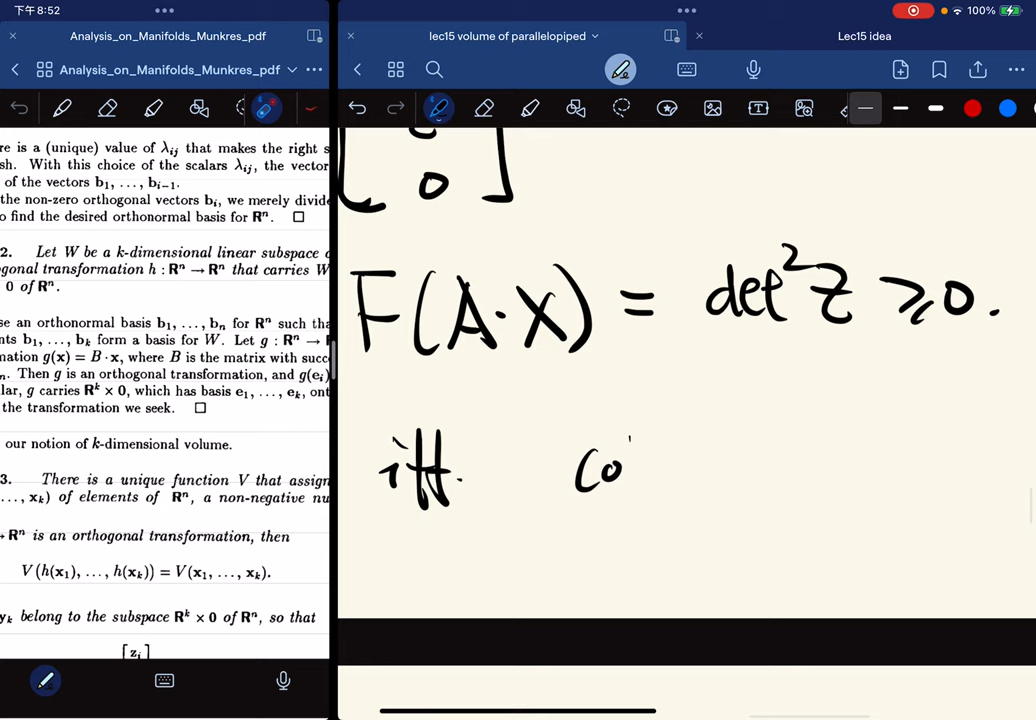 下午8:52
100%
Analysis_on_Manifolds_Munkres_pdf
lec15 volume of parallelopiped
Lec15 idea
Analysis_on_Manifolds_Munkres_pdf
re is a (unique) value of λij that makes the right s
sh. With this choice of the scalars λij, the vector
of the vectors b1, ..., bi−1.
the non-zero orthogonal vectors bi, we merely divide
o find the desired orthonormal basis for Rⁿ. □
2. Let W be a k-dimensional linear subspace o
gonal transformation h : Rⁿ → Rⁿ that carries W
0 of Rⁿ.
se an orthonormal basis b1, ..., bn for Rⁿ such tha
nts b1, ..., bk form a basis for W. Let g : Rⁿ → R
mation g(x) = B · x, where B is the matrix with succ
n. Then g is an orthogonal transformation, and g(ei)
lar, g carries Rᵏ × 0, which has basis e1, ..., ek, ont
the transformation we seek. □
our notion of k-dimensional volume.
3. There is a unique function V that assign
..., xk) of elements of Rⁿ, a non-negative nu
→ Rⁿ is an orthogonal transformation, then
V(h(x1), ..., h(xk)) = V(x1, ..., xk).
yk belong to the subspace Rᵏ × 0 of Rⁿ, so that
[zi]
0
F(A·X) = det² Z ≥ 0.
iff. co